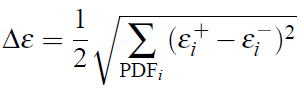 Δε = 1/2 √ ∑_{PDF_i} (ε_i^+ − ε_i^−)^2